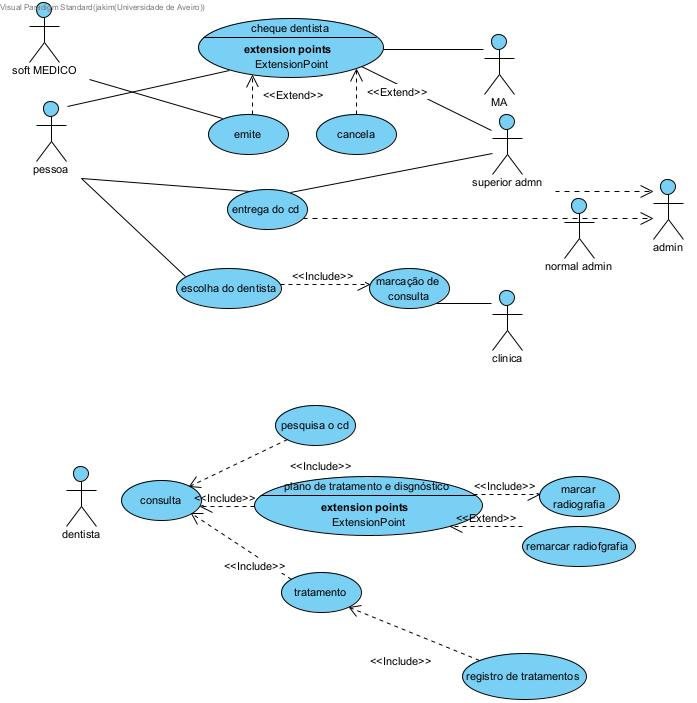 Visual Paradigm Standard(jakim(Universidade de Aveiro))
soft MEDICO
cheque dentista
extension points
ExtensionPoint
MA
<<Extend>>
<<Extend>>
emite
cancela
pessoa
superior admn
entrega do cd
normal admin
admin
escolha do dentista
<<Include>>
marcação de
consulta
clinica
pesquisa o cd
<<Include>>
dentista
consulta
<<Include>>
plano de tratamento e disgnóstico
extension points
ExtensionPoint
<<Include>>
marcar
radiografia
<<Extend>>
remarcar radiofgrafia
<<Include>>
tratamento
<<Include>>
registro de tratamentos